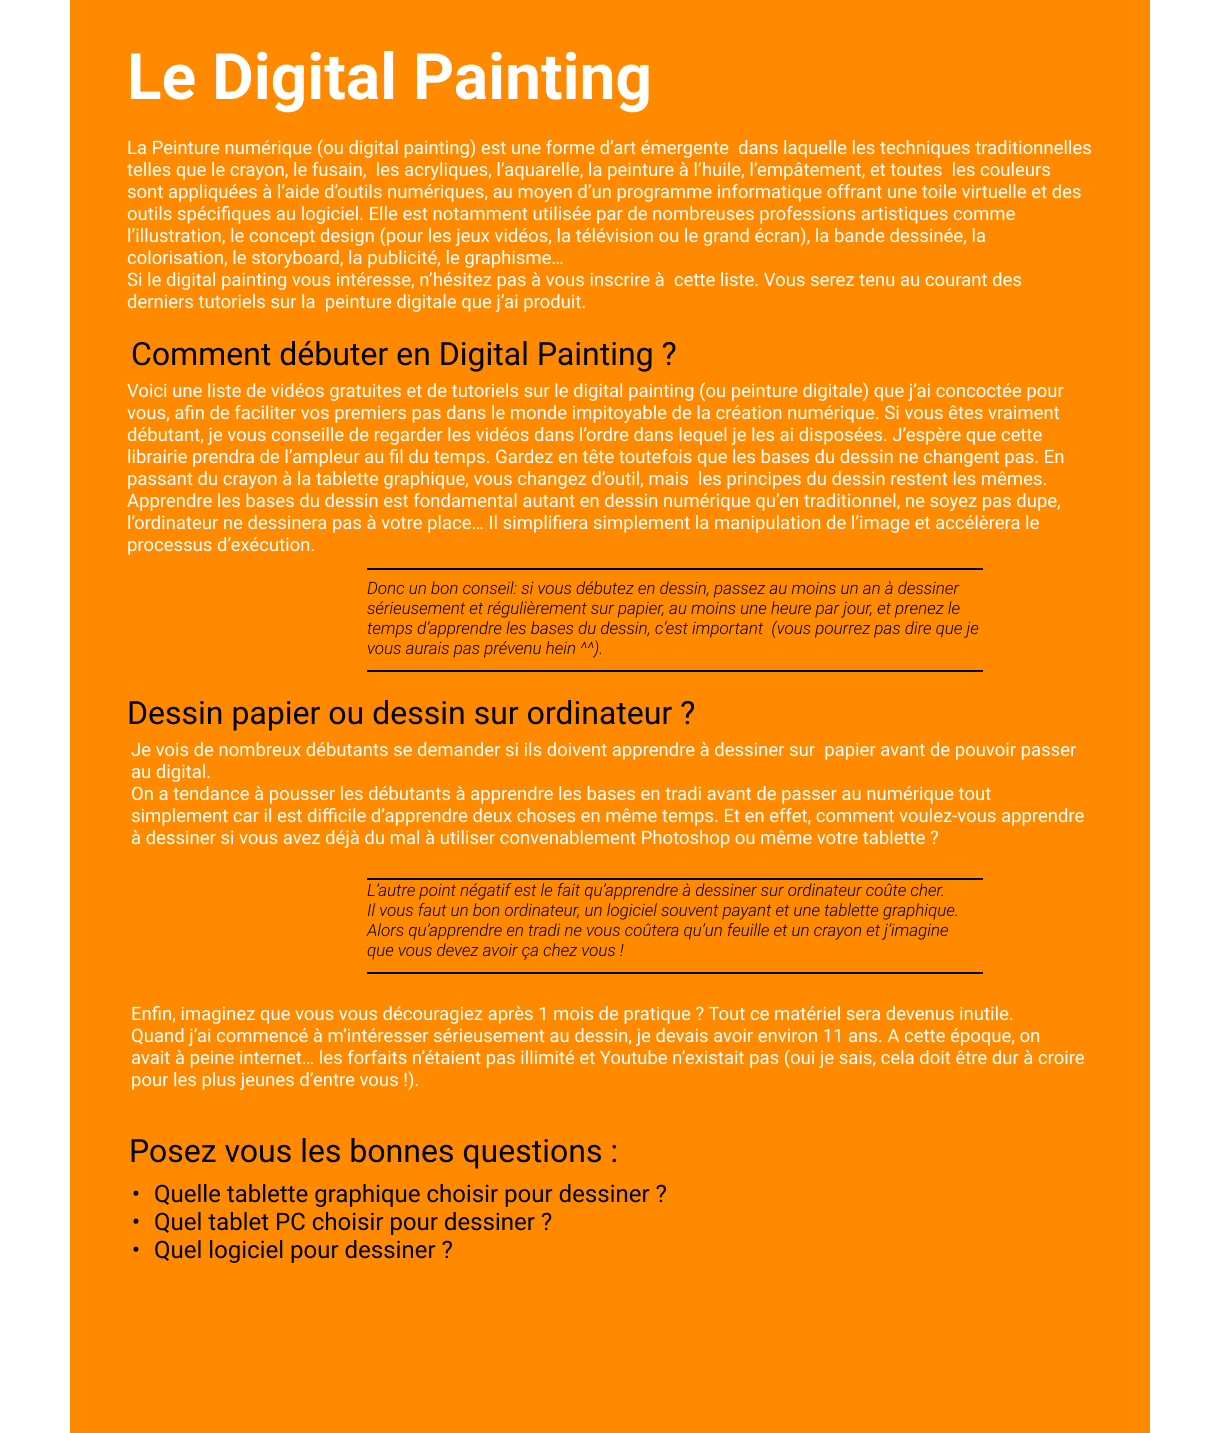 Le Digital Painting
La Peinture numérique (ou digital painting) est une forme d’art émergente  dans laquelle les techniques traditionnelles
telles que le crayon, le fusain,  les acryliques, l’aquarelle, la peinture à l’huile, l’empâtement, et toutes  les couleurs
sont appliquées à l’aide d’outils numériques, au moyen d’un programme informatique offrant une toile virtuelle et des
outils spécifiques au logiciel. Elle est notamment utilisée par de nombreuses professions artistiques comme
l’illustration, le concept design (pour les jeux vidéos, la télévision ou le grand écran), la bande dessinée, la
colorisation, le storyboard, la publicité, le graphisme…
Si le digital painting vous intéresse, n’hésitez pas à vous inscrire à  cette liste. Vous serez tenu au courant des
derniers tutoriels sur la  peinture digitale que j’ai produit.
Comment débuter en Digital Painting ?
Voici une liste de vidéos gratuites et de tutoriels sur le digital painting (ou peinture digitale) que j’ai concoctée pour
vous, afin de faciliter vos premiers pas dans le monde impitoyable de la création numérique. Si vous êtes vraiment
débutant, je vous conseille de regarder les vidéos dans l’ordre dans lequel je les ai disposées. J’espère que cette
librairie prendra de l’ampleur au fil du temps. Gardez en tête toutefois que les bases du dessin ne changent pas. En
passant du crayon à la tablette graphique, vous changez d’outil, mais  les principes du dessin restent les mêmes.
Apprendre les bases du dessin est fondamental autant en dessin numérique qu’en traditionnel, ne soyez pas dupe,
l’ordinateur ne dessinera pas à votre place… Il simplifiera simplement la manipulation de l’image et accélèrera le
processus d’exécution.
Donc un bon conseil: si vous débutez en dessin, passez au moins un an à dessiner
sérieusement et régulièrement sur papier, au moins une heure par jour, et prenez le
temps d’apprendre les bases du dessin, c’est important  (vous pourrez pas dire que je
vous aurais pas prévenu hein ^^).
Dessin papier ou dessin sur ordinateur ?
Je vois de nombreux débutants se demander si ils doivent apprendre à dessiner sur  papier avant de pouvoir passer
au digital.
On a tendance à pousser les débutants à apprendre les bases en tradi avant de passer au numérique tout
simplement car il est difficile d’apprendre deux choses en même temps. Et en effet, comment voulez-vous apprendre
à dessiner si vous avez déjà du mal à utiliser convenablement Photoshop ou même votre tablette ?
L’autre point négatif est le fait qu’apprendre à dessiner sur ordinateur coûte cher.
Il vous faut un bon ordinateur, un logiciel souvent payant et une tablette graphique.
Alors qu’apprendre en tradi ne vous coûtera qu’un feuille et un crayon et j’imagine
que vous devez avoir ça chez vous !
Enfin, imaginez que vous vous découragiez après 1 mois de pratique ? Tout ce matériel sera devenus inutile.
Quand j’ai commencé à m’intéresser sérieusement au dessin, je devais avoir environ 11 ans. A cette époque, on
avait à peine internet… les forfaits n’étaient pas illimité et Youtube n’existait pas (oui je sais, cela doit être dur à croire
pour les plus jeunes d’entre vous !).
Posez vous les bonnes questions :
• Quelle tablette graphique choisir pour dessiner ?
• Quel tablet PC choisir pour dessiner ?
• Quel logiciel pour dessiner ?